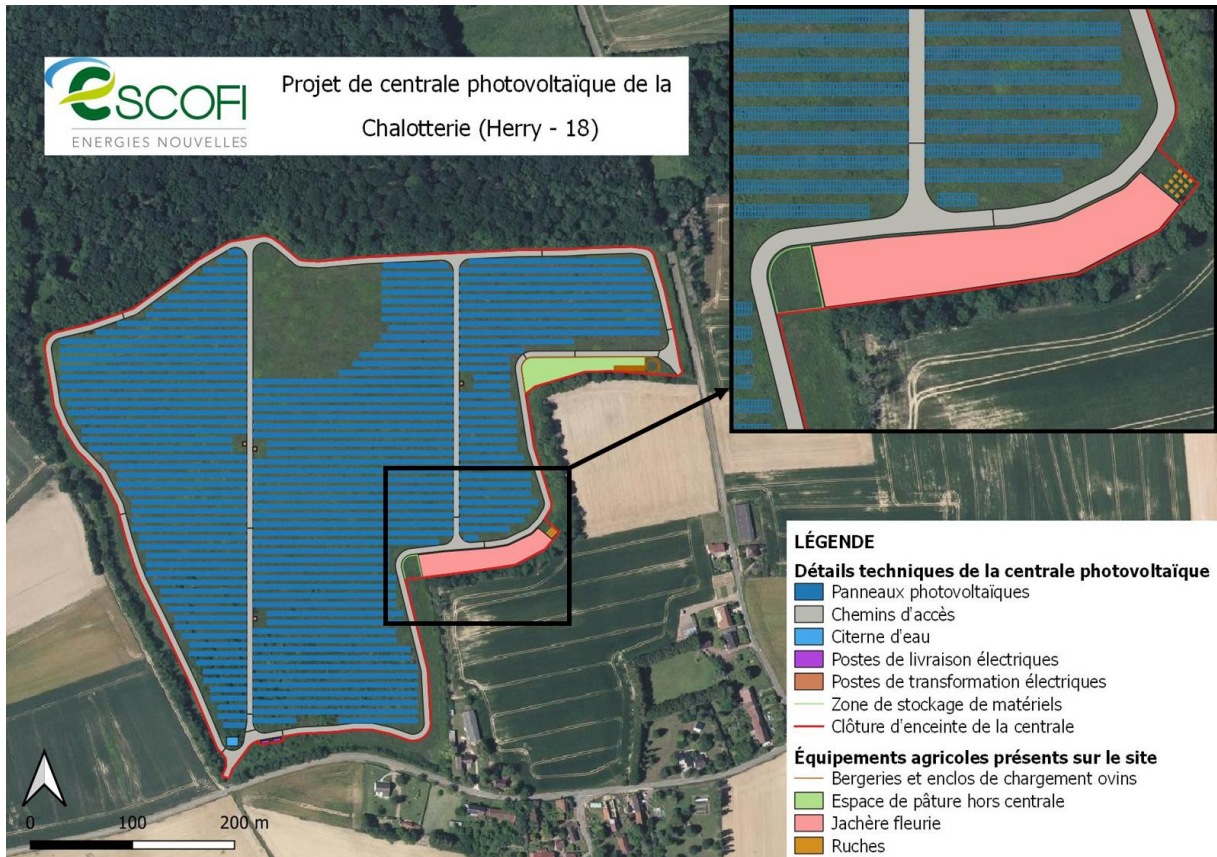 eSCOFI
ENERGIES NOUVELLES
Projet de centrale photovoltaïque de la
Chalotterie (Herry - 18)
LÉGENDE
Détails techniques de la centrale photovoltaïque
Panneaux photovoltaïques
Chemins d'accès
Citerne d'eau
Postes de livraison électriques
Postes de transformation électriques
Zone de stockage de matériels
Clôture d'enceinte de la centrale
Équipements agricoles présents sur le site
Bergeries et enclos de chargement ovins
Espace de pâture hors centrale
Jachère fleurie
Ruches
0 100 200 m